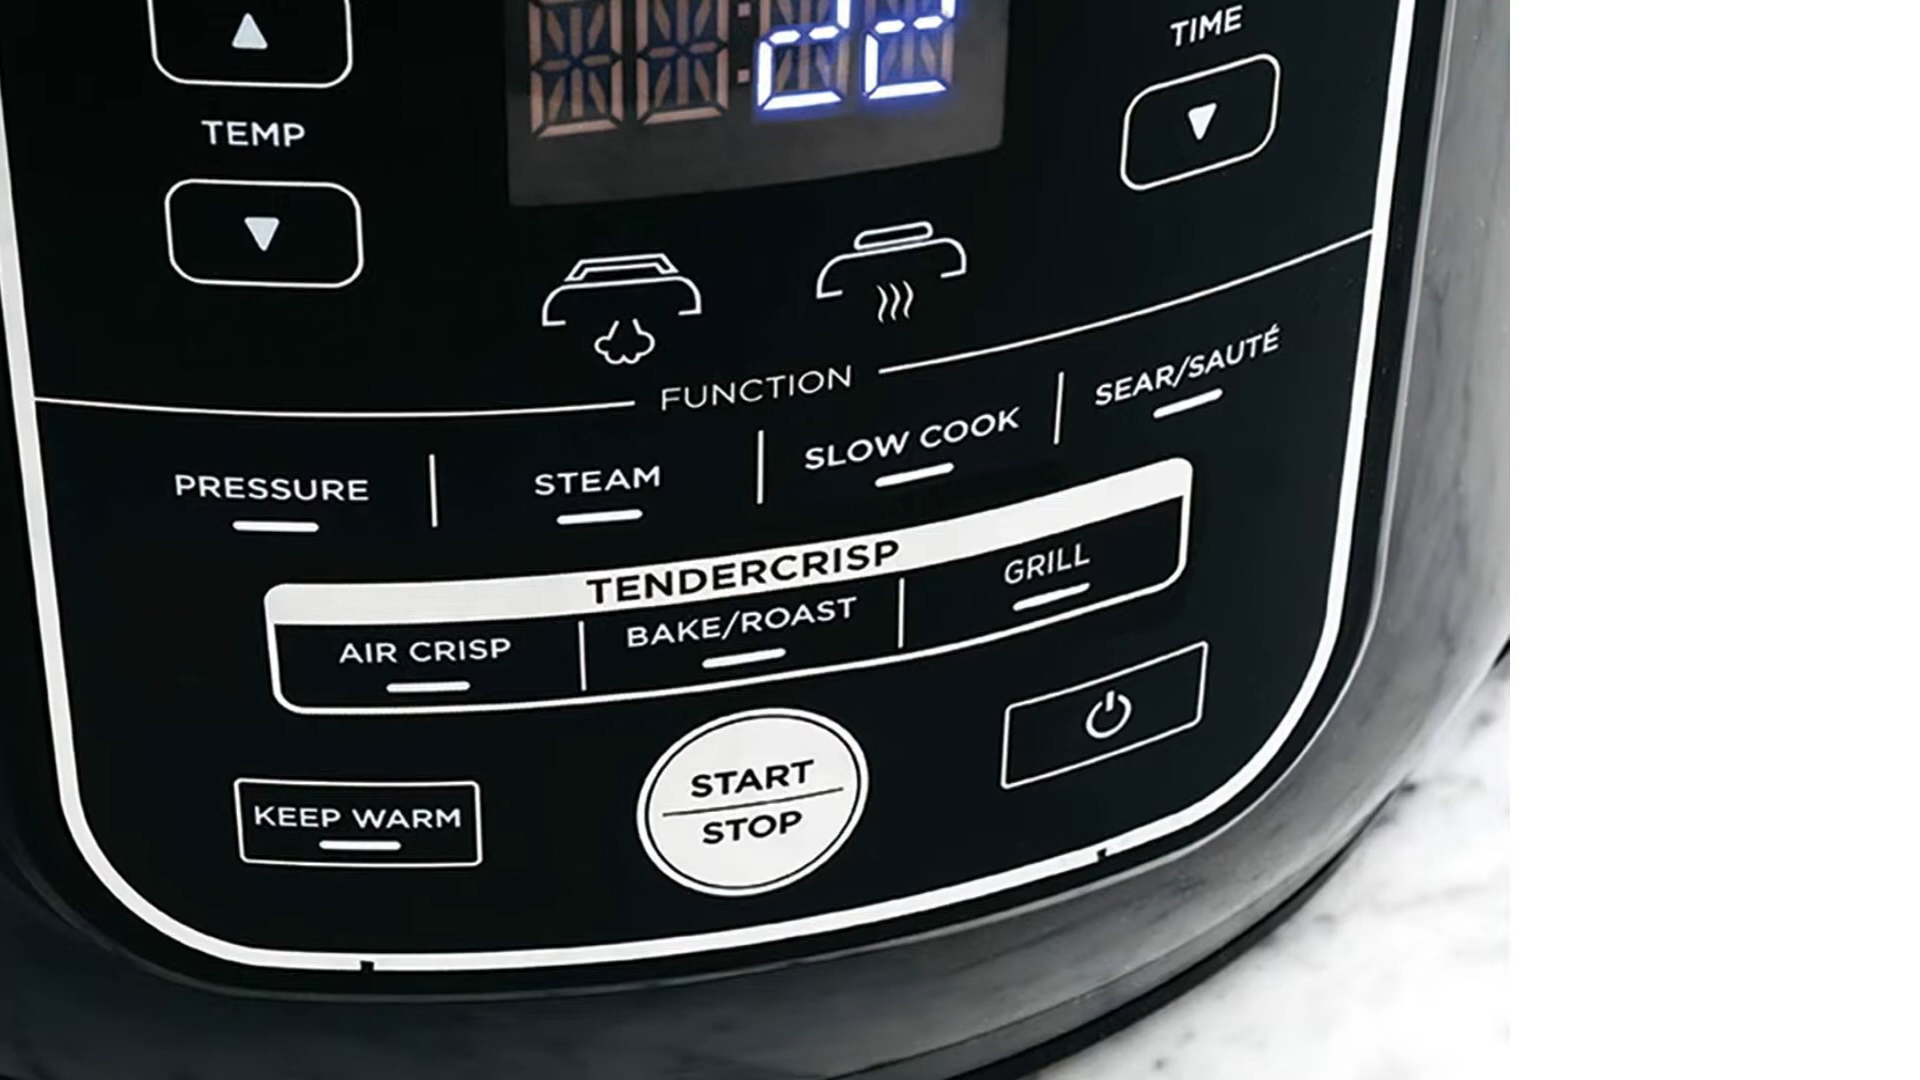 22
TIME
TEMP
FUNCTION
PRESSURE
STEAM
SLOW COOK
SEAR/SAUTÉ
TENDERCRISP
AIR CRISP
BAKE/ROAST
GRILL
KEEP WARM
START
STOP